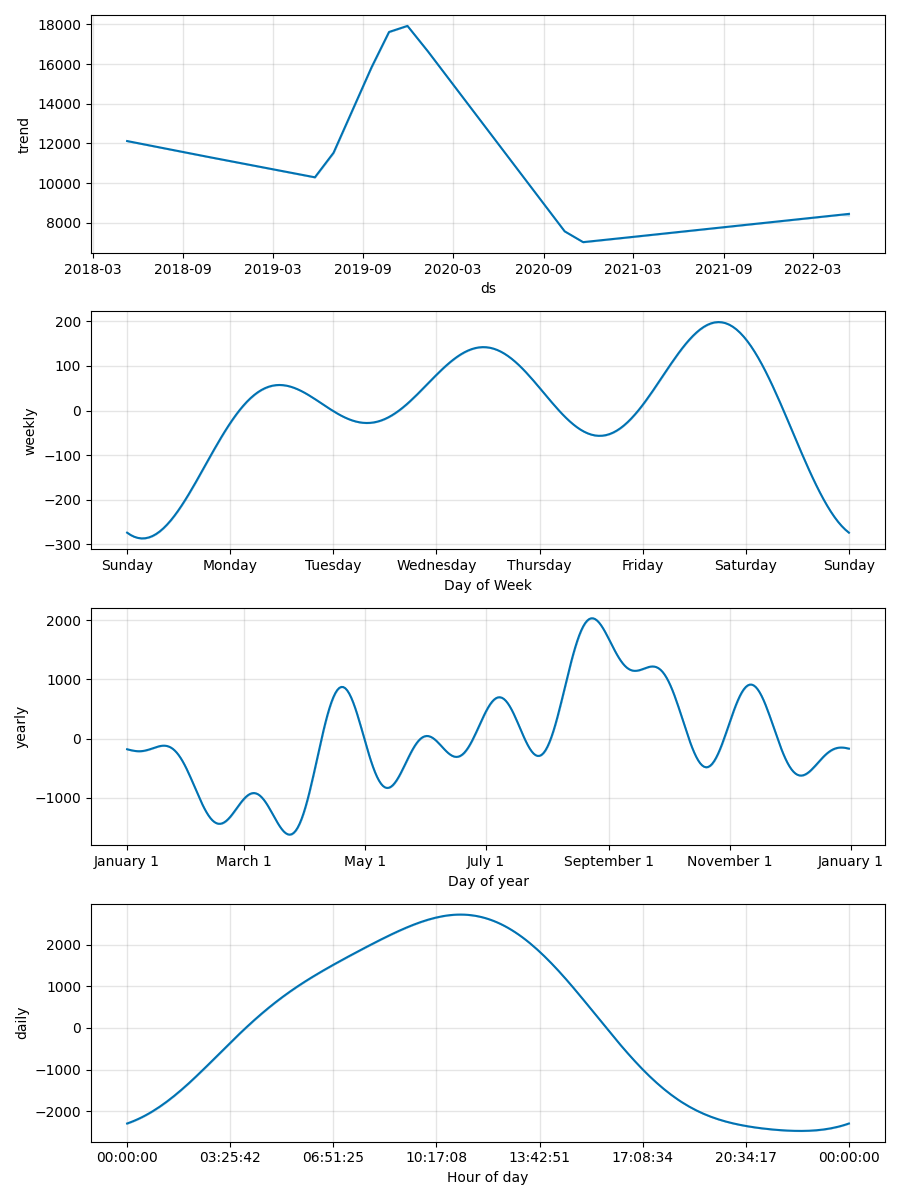 18000
16000
14000
12000
10000
8000
trend
2018-03 2018-09 2019-03 2019-09 2020-03 2020-09 2021-03 2021-09 2022-03
ds
200
100
0
−100
−200
−300
weekly
Sunday Monday Tuesday Wednesday Thursday Friday Saturday Sunday
Day of Week
2000
1000
0
−1000
yearly
January 1 March 1 May 1 July 1 September 1 November 1 January 1
Day of year
2000
1000
0
−1000
−2000
daily
00:00:00 03:25:42 06:51:25 10:17:08 13:42:51 17:08:34 20:34:17 00:00:00
Hour of day